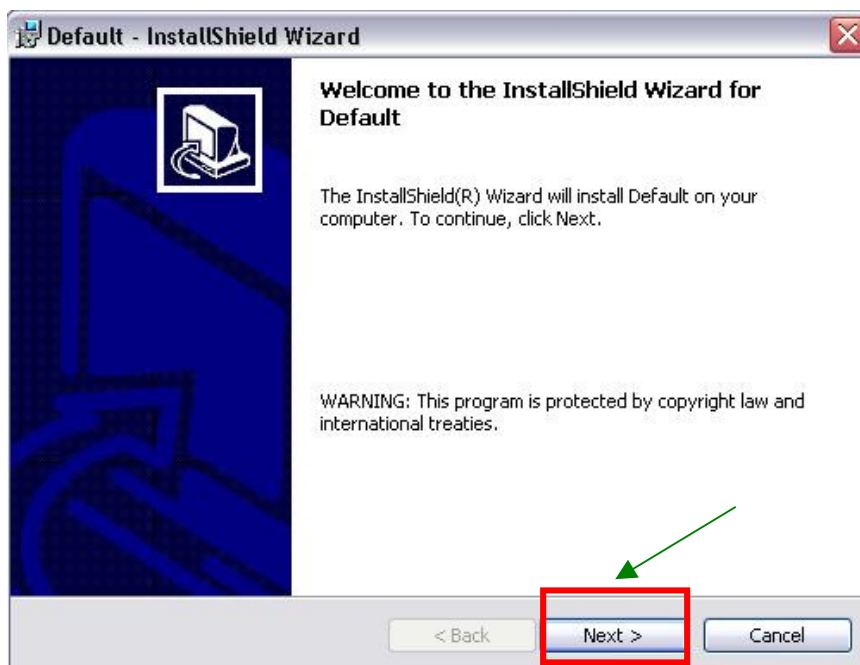 Default - InstallShield Wizard
Welcome to the InstallShield Wizard for
Default
The InstallShield(R) Wizard will install Default on your
computer. To continue, click Next.
WARNING: This program is protected by copyright law and
international treaties.
< Back
Next >
Cancel